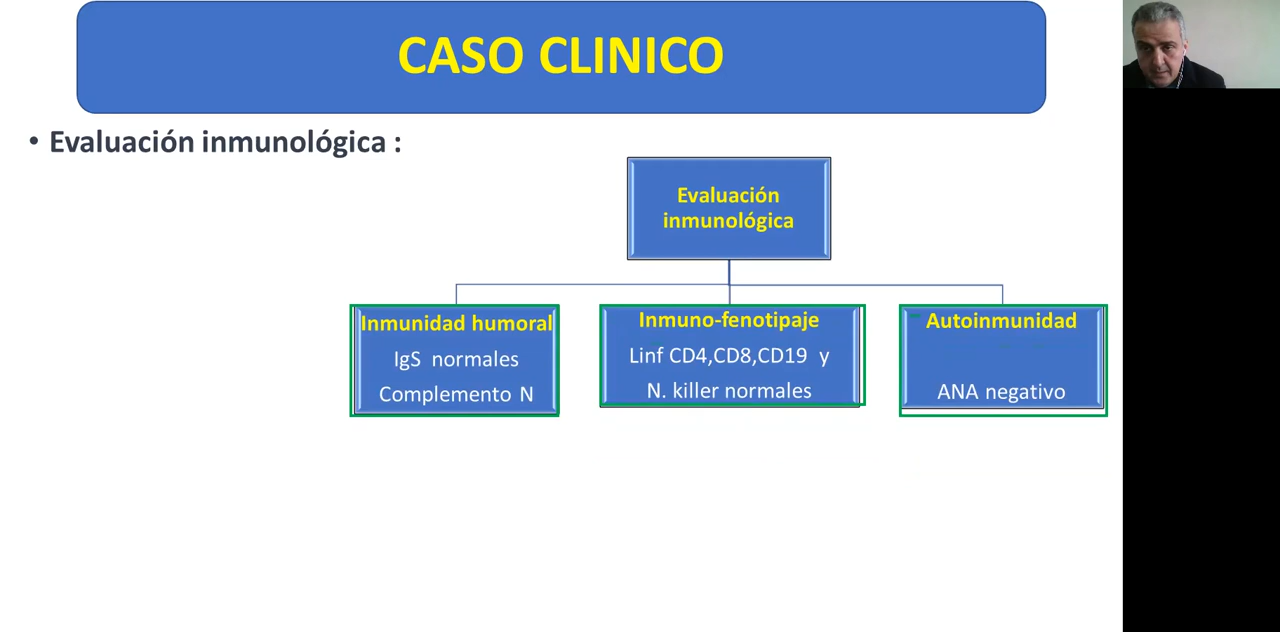 CASO CLINICO
• Evaluación inmunológica :
Evaluación
inmunológica
Inmunidad humoral
IgS normales
Complemento N
Inmuno-fenotipaje
Linf CD4,CD8,CD19 y
N. killer normales
Autoinmunidad
ANA negativo